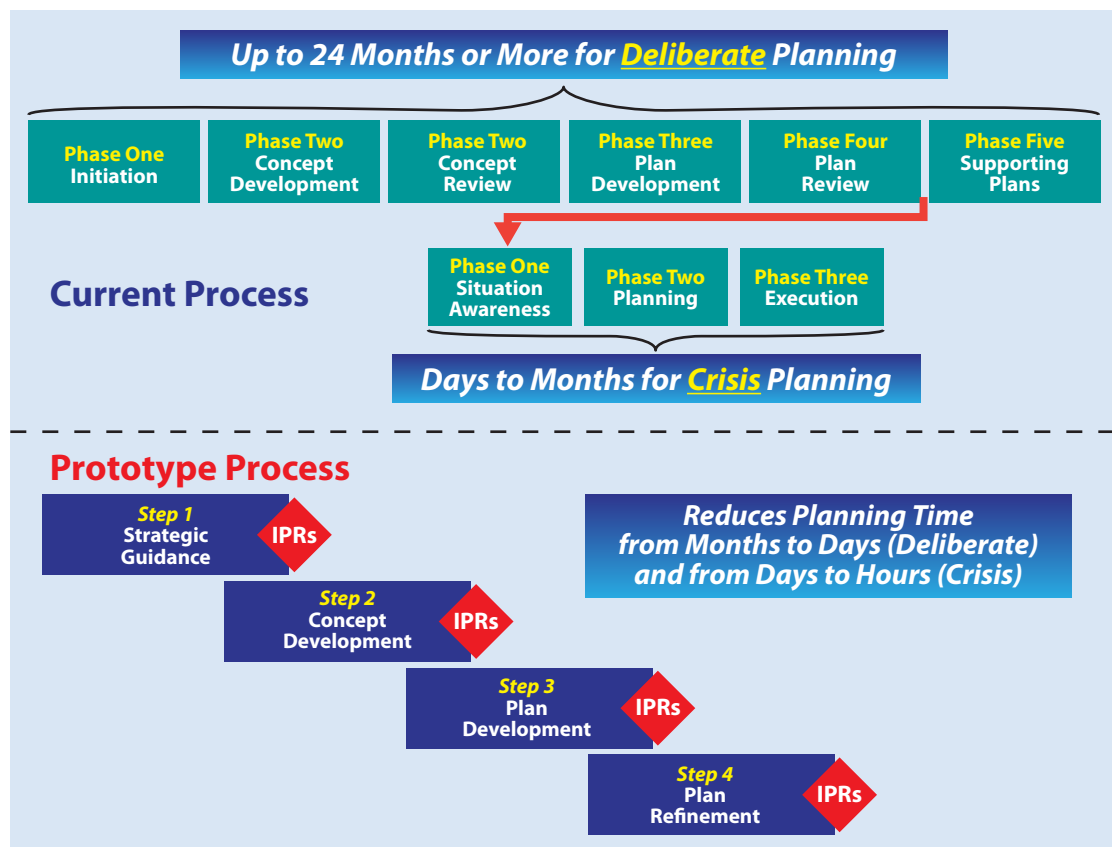 Up to 24 Months or More for Deliberate Planning
Phase One
Initiation
Phase Two
Concept
Development
Phase Two
Concept
Review
Phase Three
Plan
Development
Phase Four
Plan
Review
Phase Five
Supporting
Plans
Current Process
Phase One
Situation
Awareness
Phase Two
Planning
Phase Three
Execution
Days to Months for Crisis Planning
Prototype Process
Step 1
Strategic
Guidance
IPRs
Reduces Planning Time
from Months to Days (Deliberate)
and from Days to Hours (Crisis)
Step 2
Concept
Development
IPRs
Step 3
Plan
Development
IPRs
Step 4
Plan
Refinement
IPRs